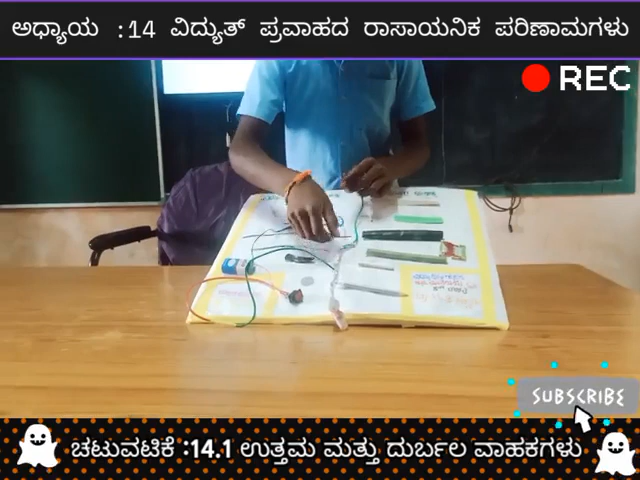 ಅಧ್ಯಾಯ :14 ವಿದ್ಯುತ್ ಪ್ರವಾಹದ ರಾಸಾಯನಿಕ ಪರಿಣಾಮಗಳು
REC
SUBSCRIBE
ಚಟುವಟಿಕೆ :14.1 ಉತ್ತಮ ಮತ್ತು ದುರ್ಬಲ ವಾಹಕಗಳು